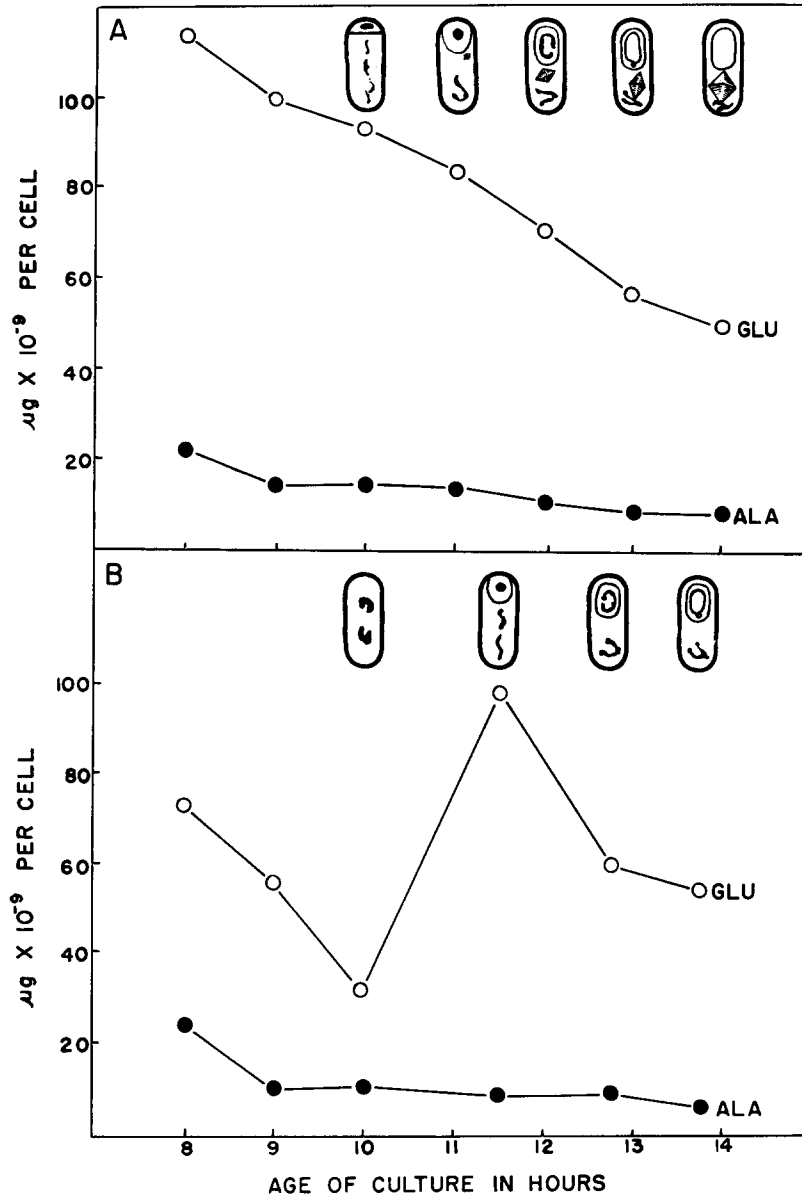 A
100
80
60
40
20
µg X 10⁻⁹ PER CELL
GLU
ALA
B
100
80
60
40
20
µg X 10⁻⁹ PER CELL
GLU
ALA
8 9 10 11 12 13 14
AGE OF CULTURE IN HOURS